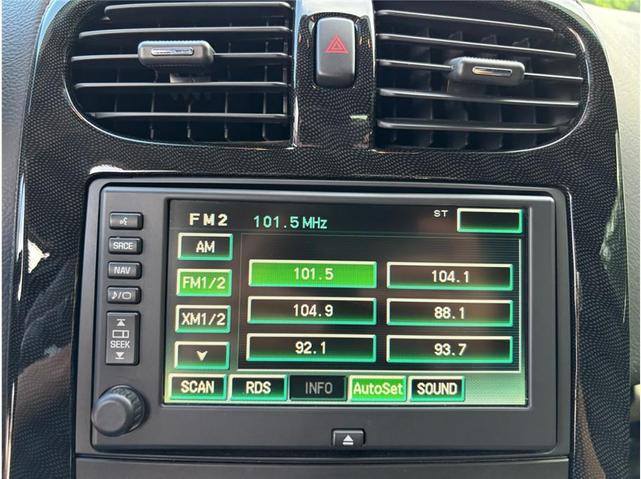 FM2 101.5 MHz ST
AM
SRCE
FM1/2 101.5 104.1
NAV
XM1/2 104.9 88.1
SEEK
92.1 93.7
SCAN RDS INFO AutoSet SOUND